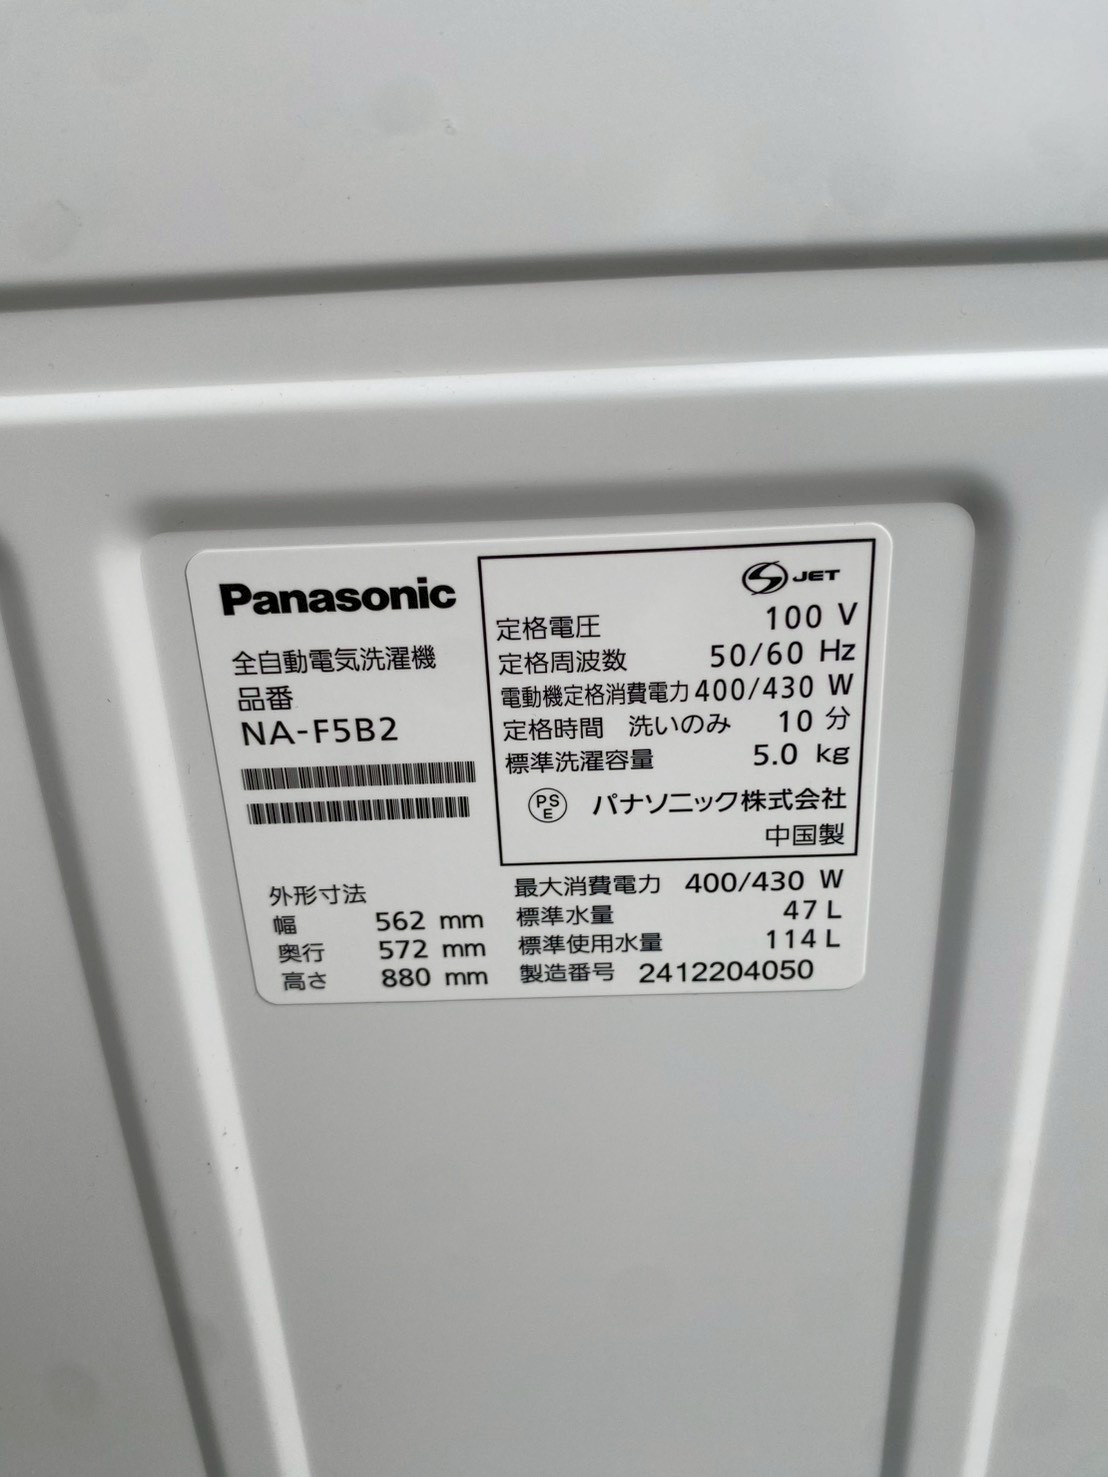 Panasonic
全自動電気洗濯機
品番
NA-F5B2
外形寸法
幅 562 mm
奥行 572 mm
高さ 880 mm
S JET
定格電圧 100 V
定格周波数 50/60 Hz
電動機定格消費電力 400/430 W
定格時間 洗いのみ 10 分
標準洗濯容量 5.0 kg
PS E パナソニック株式会社
中国製
最大消費電力 400/430 W
標準水量 47 L
標準使用水量 114 L
製造番号 2412204050